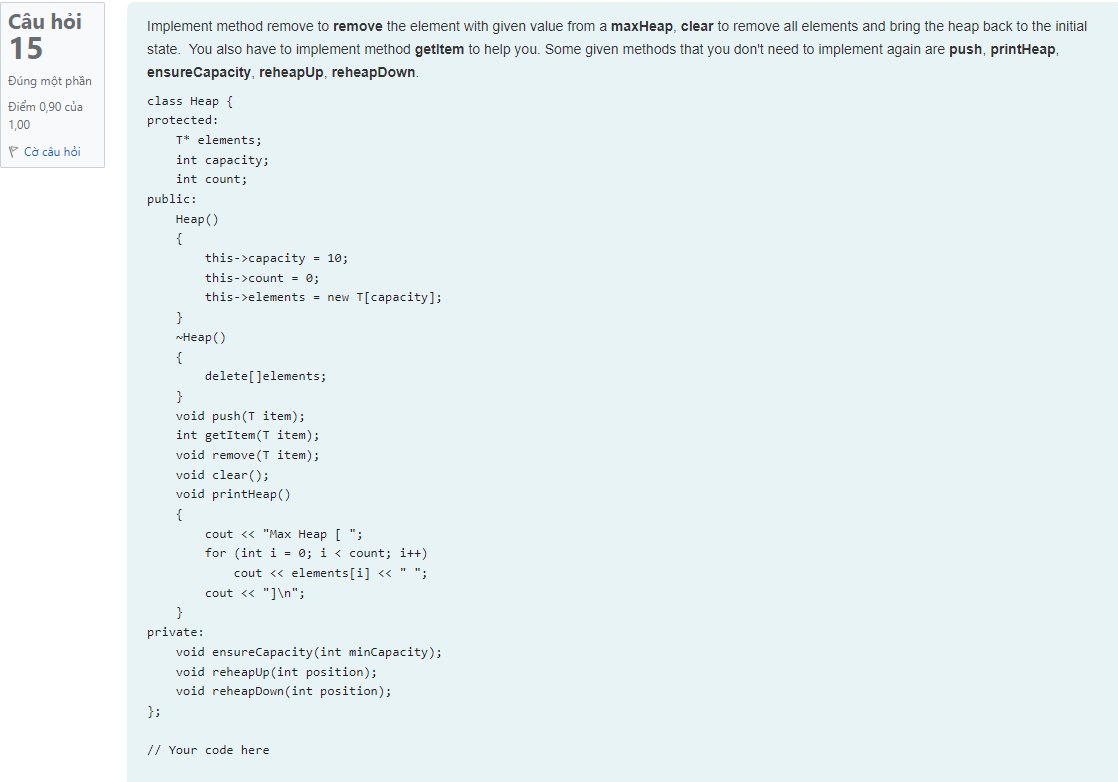 Câu hỏi
15
Đúng một phần
Điểm 0,90 của
1,00
Cờ câu hỏi
Implement method remove to remove the element with given value from a maxHeap, clear to remove all elements and bring the heap back to the initial
state. You also have to implement method getItem to help you. Some given methods that you don't need to implement again are push, printHeap,
ensureCapacity, reheapUp, reheapDown.
class Heap {
protected:
    T* elements;
    int capacity;
    int count;
public:
    Heap()
    {
        this->capacity = 10;
        this->count = 0;
        this->elements = new T[capacity];
    }
    ~Heap()
    {
        delete[]elements;
    }
    void push(T item);
    int getItem(T item);
    void remove(T item);
    void clear();
    void printHeap()
    {
        cout << "Max Heap [ ";
        for (int i = 0; i < count; i++)
            cout << elements[i] << " ";
        cout << "]\n";
    }
private:
    void ensureCapacity(int minCapacity);
    void reheapUp(int position);
    void reheapDown(int position);
};
// Your code here